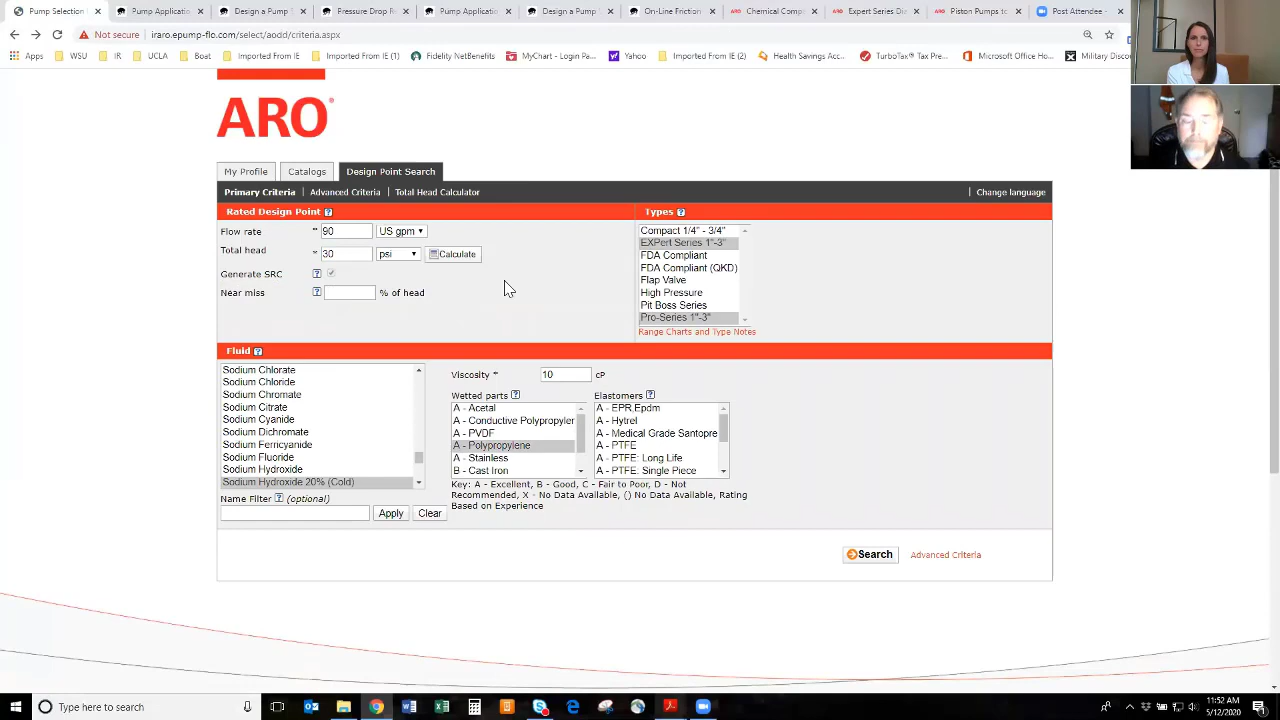 Pump Selection
Pump Application
Design a Pump S
Pressure Drop Re
Pump Application
Design a Pump S
On-Line Friction
Chemical Compa
Expert Series Dia
Piston Pumps to
Post Attendee -
Not secure | iraro.epump-flo.com/select/aodd/criteria.aspx
Apps WSU IR UCLA Boat Imported From IE Imported From IE (1) Fidelity NetBenefit MyChart - Login Pa... Yahoo Imported From IE (2) Health Savings Acc TurboTax® Tax Pre... Microsoft Office Ho... Military Disco
ARO®
My Profile Catalogs Design Point Search
Primary Criteria | Advanced Criteria | Total Head Calculator | Change language
Rated Design Point ? Types ?
Flow rate * 90 US gpm
Total head * 30 psi Calculate
Generate SRC ?
Near miss ? % of head
Compact 1/4" - 3/4"
EXPert Series 1"-3"
FDA Compliant
FDA Compliant (QKD)
Flap Valve
High Pressure
Pit Boss Series
Pro-Series 1"-3"
Range Charts and Type Notes
Fluid ?
Sodium Chlorate
Sodium Chloride
Sodium Chromate
Sodium Citrate
Sodium Cyanide
Sodium Dichromate
Sodium Ferricyanide
Sodium Fluoride
Sodium Hydroxide
Sodium Hydroxide 20% (Cold)
Name Filter ? (optional)
Apply Clear
Viscosity * 10 cP
Wetted parts ?
A - Acetal
A - Conductive Polypropyler
A - PVDF
A - Polypropylene
A - Stainless
B - Cast Iron
Elastomers ?
A - EPR,Epdm
A - Hytrel
A - Medical Grade Santopre
A - PTFE
A - PTFE: Long Life
A - PTFE: Single Piece
Key: A - Excellent, B - Good, C - Fair to Poor, D - Not
Recommended, X - No Data Available, () No Data Available, Rating
Based on Experience
Search Advanced Criteria
Type here to search
11:52 AM
5/12/2020